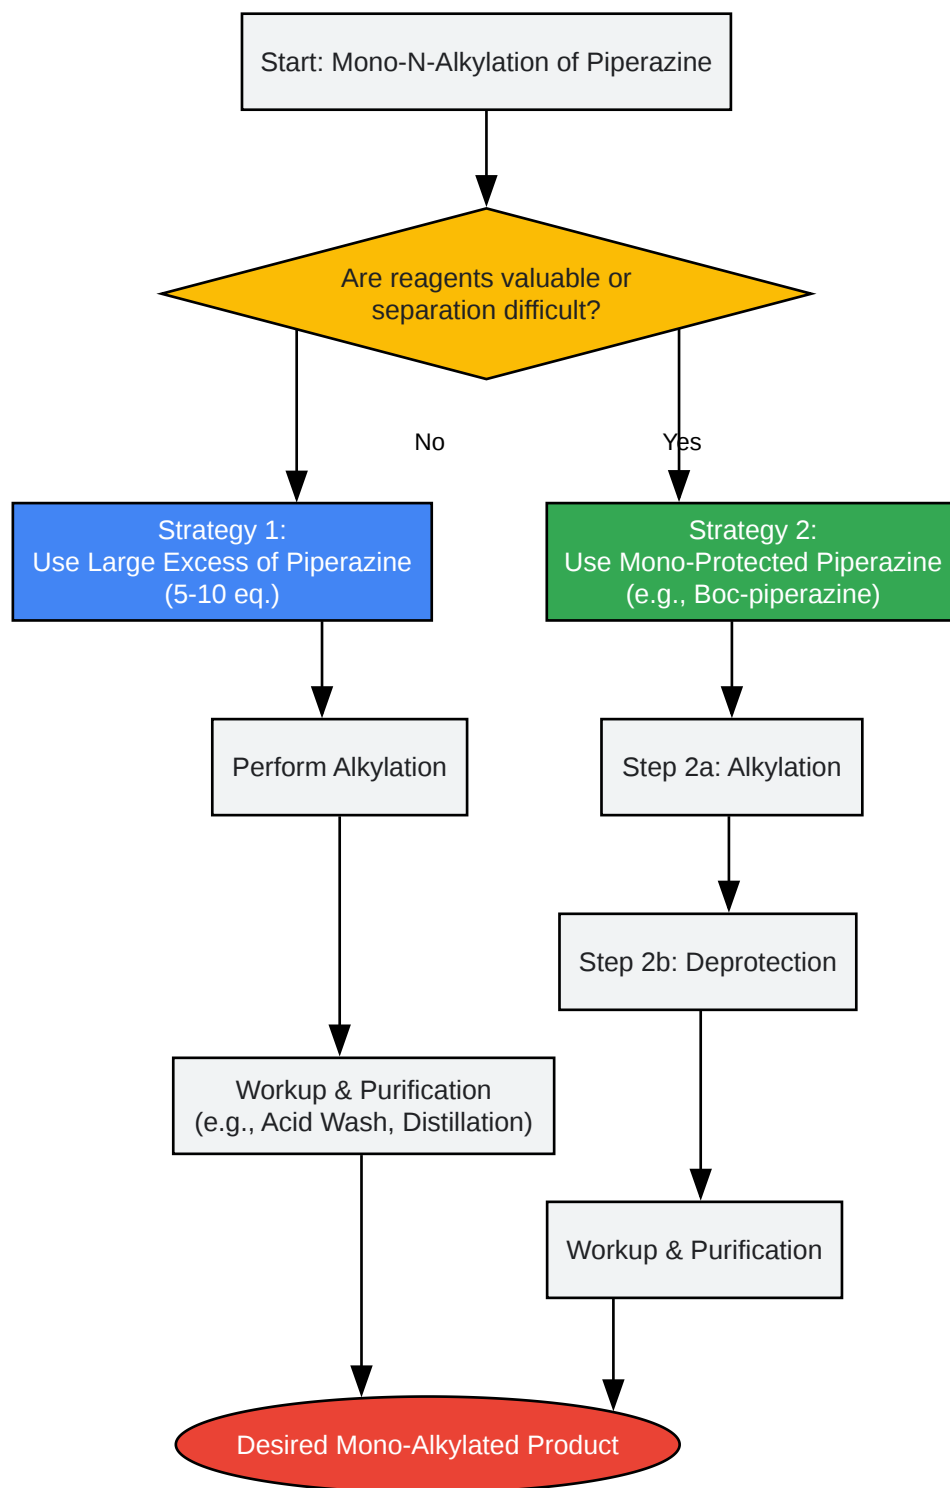 Start: Mono-N-Alkylation of Piperazine
Are reagents valuable or
separation difficult?
No
Yes
Strategy 1:
Use Large Excess of Piperazine
(5-10 eq.)
Strategy 2:
Use Mono-Protected Piperazine
(e.g., Boc-piperazine)
Perform Alkylation
Step 2a: Alkylation
Step 2b: Deprotection
Workup & Purification
(e.g., Acid Wash, Distillation)
Workup & Purification
Desired Mono-Alkylated Product